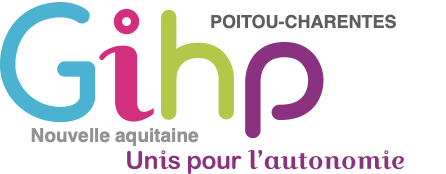 POITOU-CHARENTES
Gihp
Nouvelle aquitaine
Unis pour l'autonomie